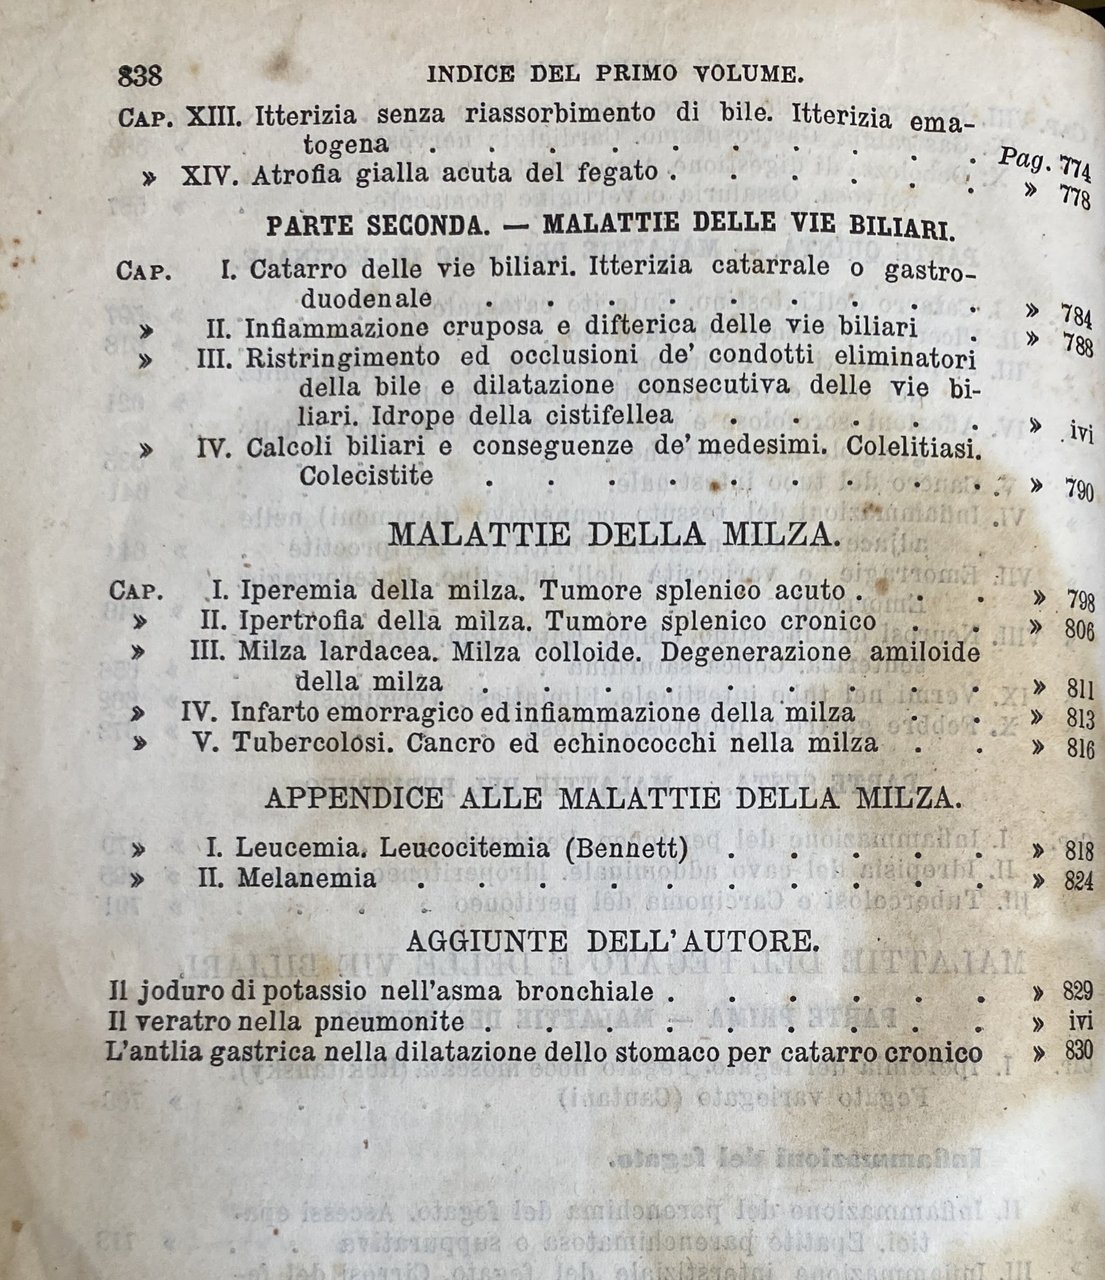 838 INDICE DEL PRIMO VOLUME.
CAP. XIII. Itterizia senza riassorbimento di bile. Itterizia ema-
togena . . . . . . . . . . Pag. 774
» XIV. Atrofia gialla acuta del fegato . . . . . . » 778
PARTE SECONDA. — MALATTIE DELLE VIE BILIARI.
CAP. I. Catarro delle vie biliari. Itterizia catarrale o gastro-
duodenale . . . . . . . . . » 784
» II. Infiammazione cruposa e difterica delle vie biliari . » 788
» III. Ristringimento ed occlusioni de' condotti eliminatori
della bile e dilatazione consecutiva delle vie bi-
liari. Idrope della cistifellea . . . . . » ivi
» IV. Calcoli biliari e conseguenze de' medesimi. Colelitiasi.
Colecistite . . . . . . . . . » 790
MALATTIE DELLA MILZA.
CAP. I. Iperemia della milza. Tumore splenico acuto . . . » 798
» II. Ipertrofia della milza. Tumore splenico cronico . . » 806
» III. Milza lardacea. Milza colloide. Degenerazione amiloide
della milza . . . . . . . . . » 811
» IV. Infarto emorragico ed infiammazione della milza . . » 813
» V. Tubercolosi. Cancro ed echinococchi nella milza . . » 816
APPENDICE ALLE MALATTIE DELLA MILZA.
» I. Leucemia. Leucocitemia (Bennett) . . . . . » 818
» II. Melanemia . . . . . . . . . . » 824
AGGIUNTE DELL'AUTORE.
Il joduro di potassio nell'asma bronchiale . . . . . . » 829
Il veratro nella pneumonite . . . . . . . . . » ivi
L'antlia gastrica nella dilatazione dello stomaco per catarro cronico » 830